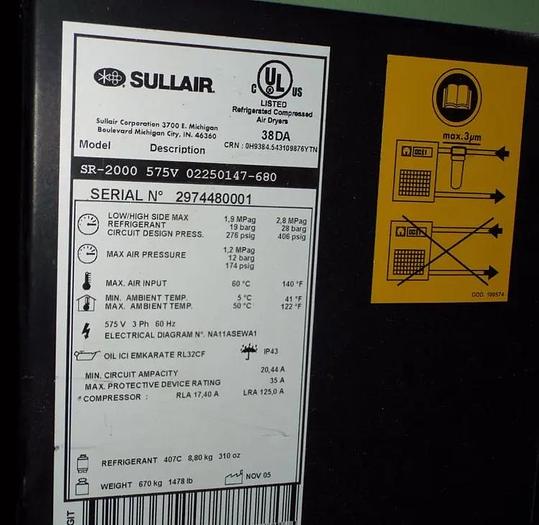 SULLAIR
C UL US
LISTED
Refrigerated Compressed
Air Dryers
38DA
CRN : 0H9384.543109876YTN
Sullair Corporation 3700 E. Michigan
Boulevard Michigan City, IN. 46360
Model Description
SR-2000 575V 02250147-680
SERIAL N° 2974480001
LOW/HIGH SIDE MAX 1,9 MPag 2,8 MPag
REFRIGERANT 19 barg 28 barg
CIRCUIT DESIGN PRESS. 276 psig 406 psig
MAX AIR PRESSURE 1,2 MPag
12 barg
174 psig
MAX. AIR INPUT 60 °C 140 °F
MIN. AMBIENT TEMP. 5 °C 41 °F
MAX. AMBIENT TEMP. 50 °C 122 °F
575 V 3 Ph 60 Hz
ELECTRICAL DIAGRAM N°. NA11ASEWA1
OIL ICI EMKARATE RL32CF IP43
MIN. CIRCUIT AMPACITY 20,44 A
MAX. PROTECTIVE DEVICE RATING 35 A
COMPRESSOR : RLA 17,40 A LRA 125,0 A
REFRIGERANT 407C 8,80 kg 310 oz
WEIGHT 670 kg 1478 lb NOV 05
max. 3µm
COD. 199574